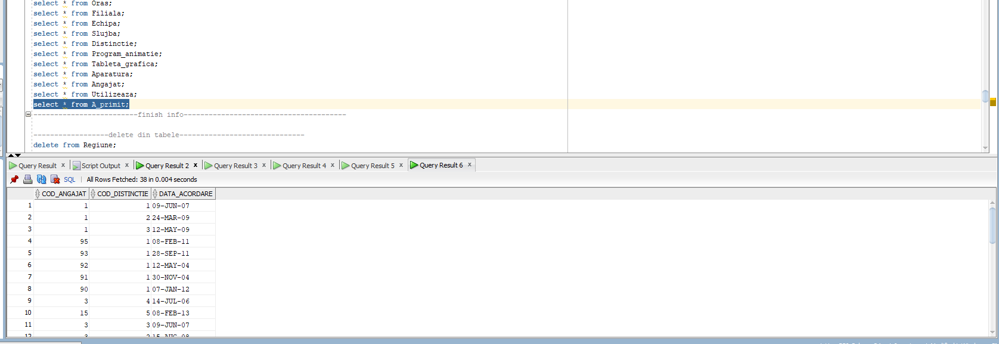 select * from Oras;
select * from Filiala;
select * from Echipa;
select * from Slujba;
select * from Distinctie;
select * from Program_animatie;
select * from Tableta_grafica;
select * from Aparatura;
select * from Angajat;
select * from Utilizeaza;
select * from A_primit;
-------------------------finish info---------------------------------------
------------------delete din tabele------------------------------
delete from Regiune;
Query Result x Script Output x Query Result 2 x Query Result 3 x Query Result 4 x Query Result 5 x Query Result 6 x
SQL | All Rows Fetched: 38 in 0.004 seconds
COD_ANGAJAT COD_DISTINCTIE DATA_ACORDARE
1 1 1 09-JUN-07
2 1 2 24-MAR-09
3 1 3 12-MAY-09
4 95 1 08-FEB-11
5 93 1 28-SEP-11
6 92 1 12-MAY-04
7 91 1 30-NOV-04
8 90 1 07-JAN-12
9 3 4 14-JUL-06
10 15 5 08-FEB-13
11 3 3 09-JUN-07
12 3 2 15-AUG-08